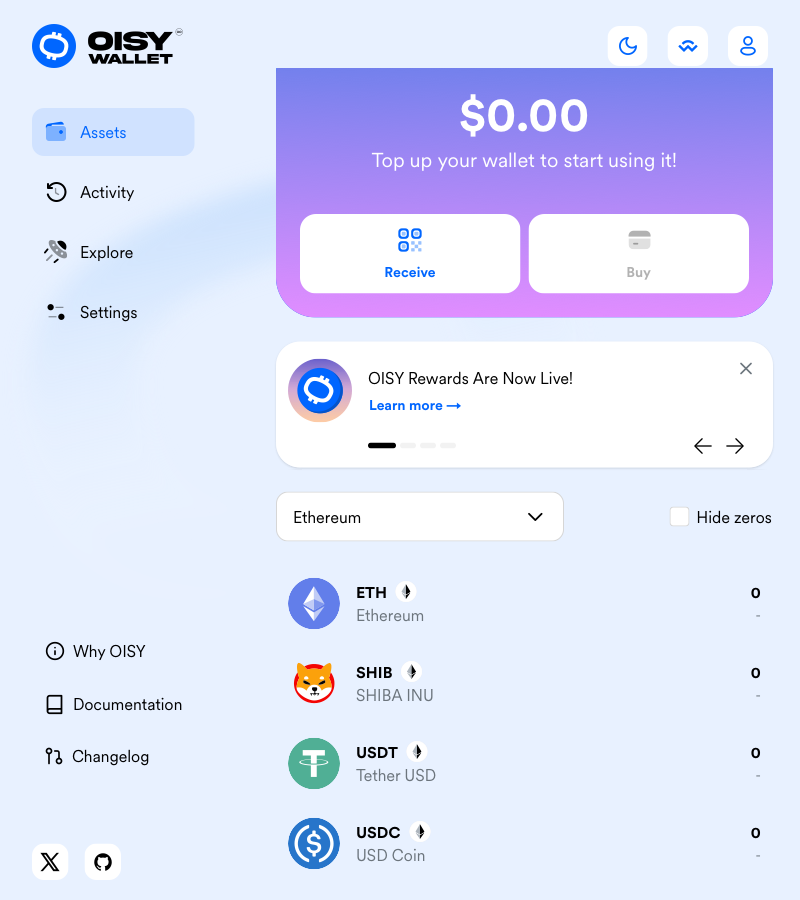 OISY
WALLET
Assets
Activity
Explore
Settings
Why OISY
Documentation
Changelog
$0.00
Top up your wallet to start using it!
Receive
Buy
OISY Rewards Are Now Live!
Learn more →
Ethereum
Hide zeros
ETH 0
Ethereum -
SHIB 0
SHIBA INU -
USDT 0
Tether USD -
USDC 0
USD Coin -